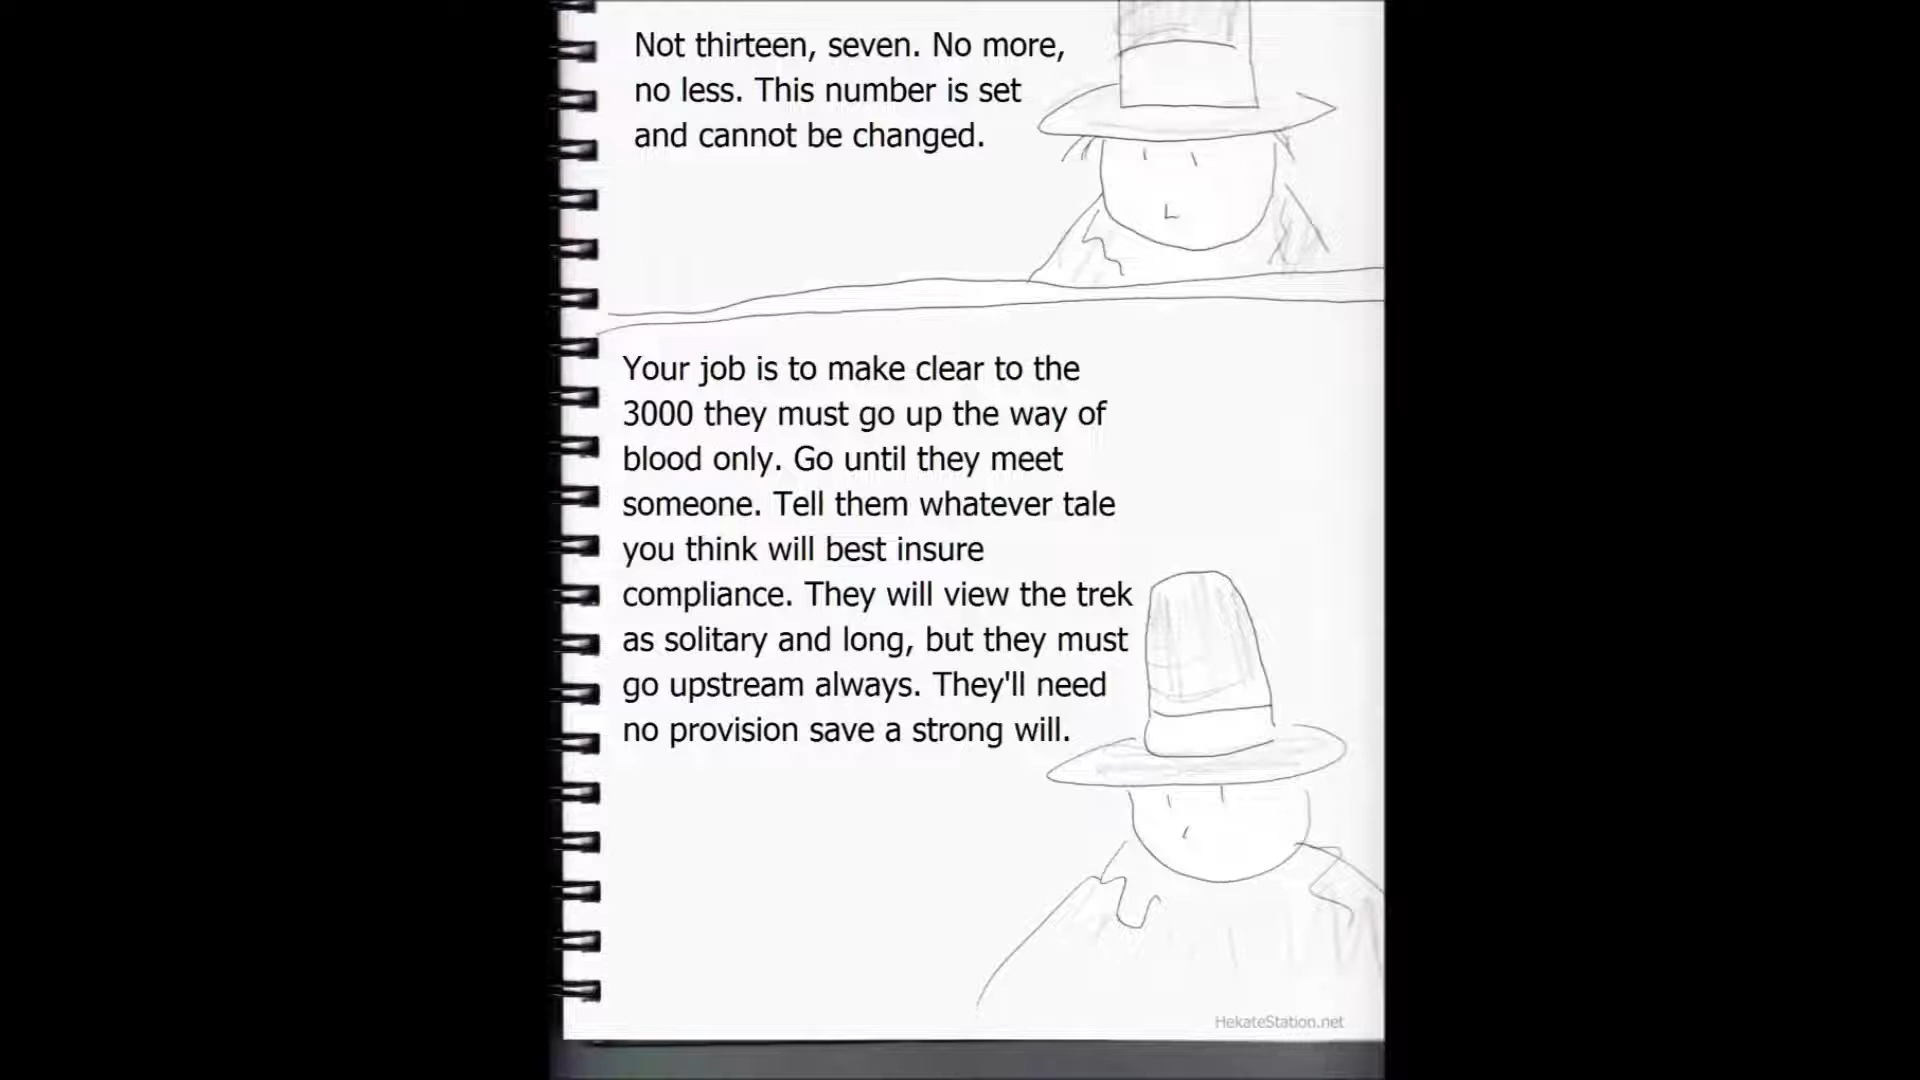 Not thirteen, seven. No more,
no less. This number is set
and cannot be changed.
Your job is to make clear to the
3000 they must go up the way of
blood only. Go until they meet
someone. Tell them whatever tale
you think will best insure
compliance. They will view the trek
as solitary and long, but they must
go upstream always. They'll need
no provision save a strong will.
HekateStation.net